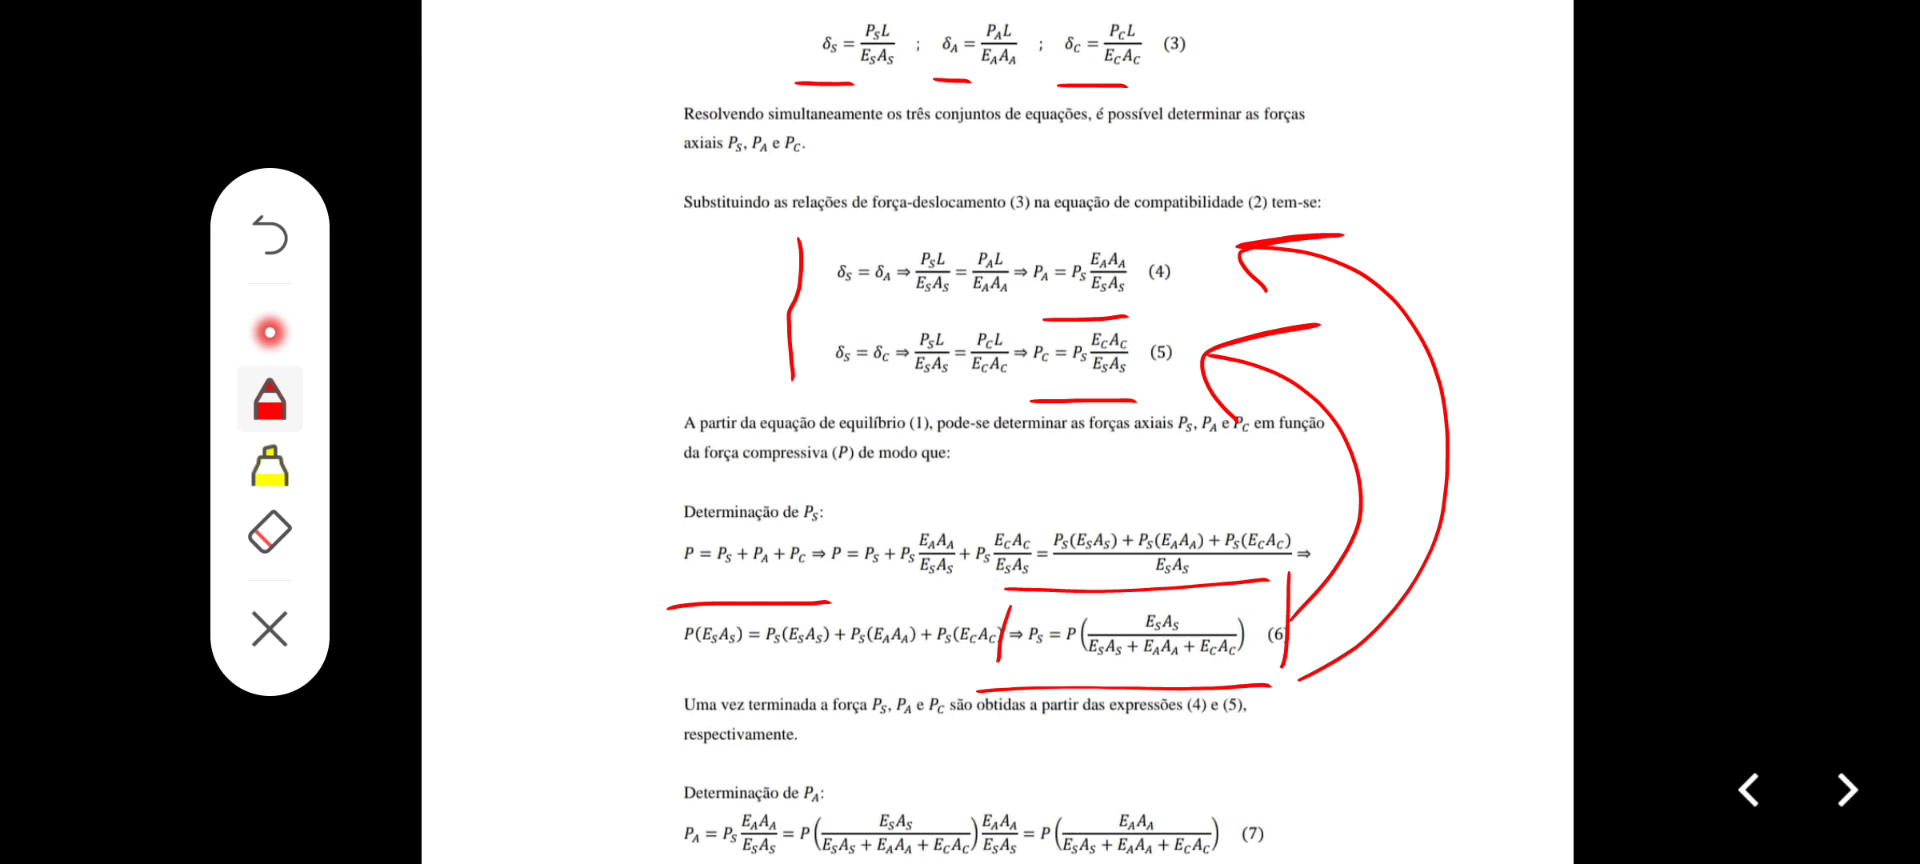 δ_S = P_S L / E_S A_S ; δ_A = P_A L / E_A A_A ; δ_C = P_C L / E_C A_C (3)
Resolvendo simultaneamente os três conjuntos de equações, é possível determinar as forças
axiais P_S, P_A e P_C.
Substituindo as relações de força-deslocamento (3) na equação de compatibilidade (2) tem-se:
δ_S = δ_A ⇒ P_S L / E_S A_S = P_A L / E_A A_A ⇒ P_A = P_S E_A A_A / E_S A_S (4)
δ_S = δ_C ⇒ P_S L / E_S A_S = P_C L / E_C A_C ⇒ P_C = P_S E_C A_C / E_S A_S (5)
A partir da equação de equilíbrio (1), pode-se determinar as forças axiais P_S, P_A e P_C em função
da força compressiva (P) de modo que:
Determinação de P_S:
P = P_S + P_A + P_C ⇒ P = P_S + P_S E_A A_A / E_S A_S + P_S E_C A_C / E_S A_S = P_S(E_S A_S) + P_S(E_A A_A) + P_S(E_C A_C) / E_S A_S ⇒
P(E_S A_S) = P_S(E_S A_S) + P_S(E_A A_A) + P_S(E_C A_C) ⇒ P_S = P (E_S A_S / E_S A_S + E_A A_A + E_C A_C) (6)
Uma vez terminada a força P_S, P_A e P_C são obtidas a partir das expressões (4) e (5),
respectivamente.
Determinação de P_A:
P_A = P_S E_A A_A / E_S A_S = P (E_S A_S / E_S A_S + E_A A_A + E_C A_C) E_A A_A / E_S A_S = P (E_A A_A / E_S A_S + E_A A_A + E_C A_C) (7)